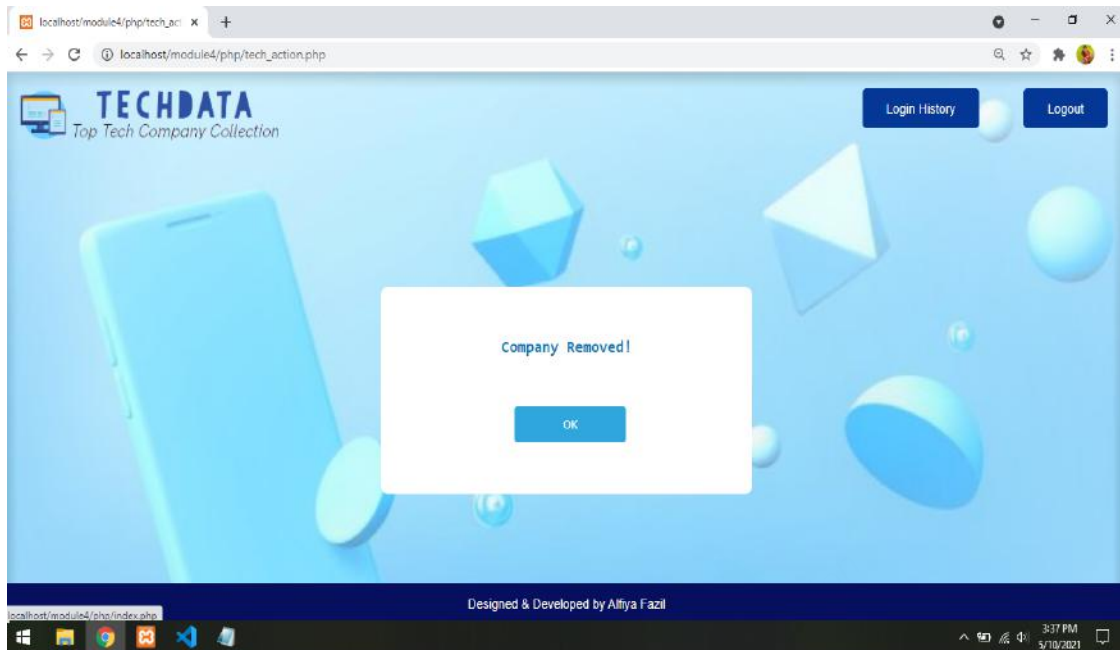 localhost/module4/php/tech_ac
localhost/module4/php/tech_action.php
TECHDATA
Top Tech Company Collection
Login History
Logout
Company Removed!
OK
Designed & Developed by Alfiya Fazil
localhost/module4/php/index.php
3:37 PM
5/10/2021